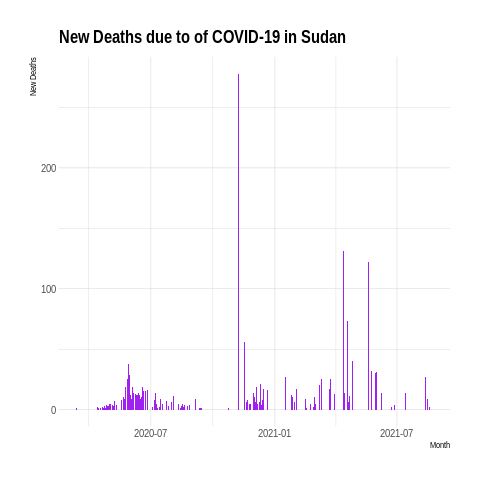 New Deaths due to of COVID-19 in Sudan
New Deaths
200
100
0
2020-07 2021-01 2021-07
Month